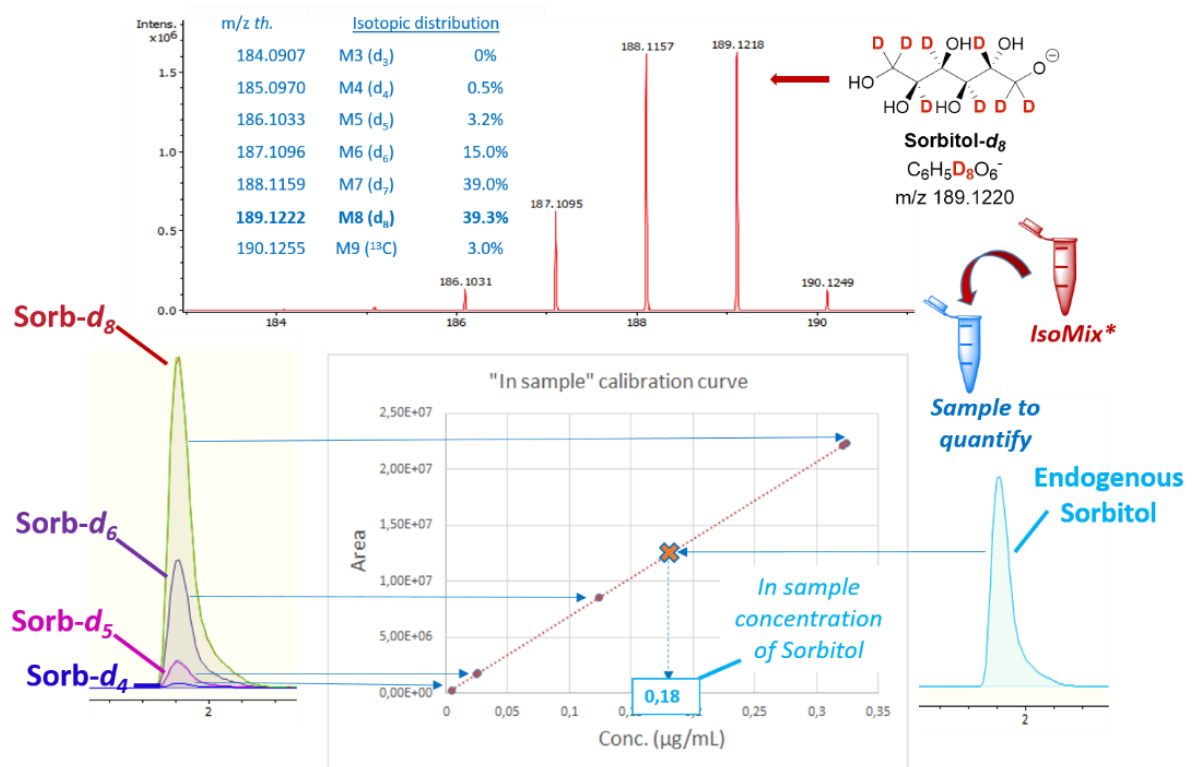 Intens.
x10⁶
1.5
1.0
0.5
0.0
184
186
188
190
m/z th. Isotopic distribution
184.0907 M3 (d₃) 0%
185.0970 M4 (d₄) 0.5%
186.1033 M5 (d₅) 3.2%
187.1096 M6 (d₆) 15.0%
188.1159 M7 (d₇) 39.0%
189.1222 M8 (d₈) 39.3%
190.1255 M9 (¹³C) 3.0%
186.1031
187.1095
188.1157
189.1218
190.1249
D D D OH D OH
HO O⊖
HO D HO D D D
Sorbitol-d₈
C₆H₅D₈O₆⁻
m/z 189.1220
IsoMix*
Sample to
quantify
Sorb-d₈
Sorb-d₆
Sorb-d₅
Sorb-d₄
2
"In sample" calibration curve
Area
2,50E+07
2,00E+07
1,50E+07
1,00E+07
5,00E+06
0,00E+00
0 0,05 0,1 0,2 0,25 0,3 0,35
0,18
Conc. (µg/mL)
In sample
concentration
of Sorbitol
Endogenous
Sorbitol
2